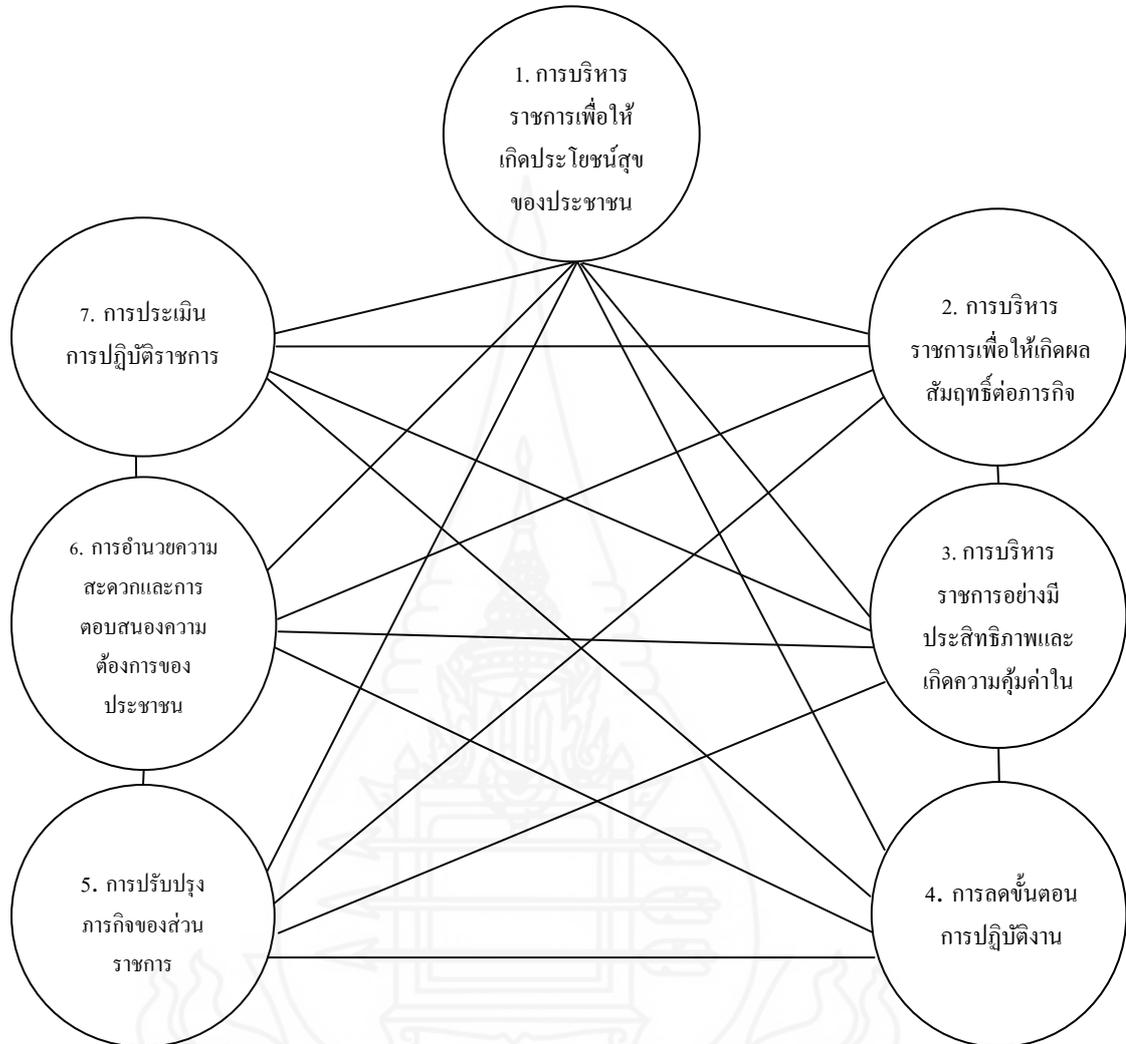 1. การบริหาร
ราชการเพื่อให้
เกิดประโยชน์สุข
ของประชาชน
2. การบริหาร
ราชการเพื่อให้เกิดผล
สัมฤทธิ์ต่อภารกิจ
3. การบริหาร
ราชการอย่างมี
ประสิทธิภาพและ
เกิดความคุ้มค่าใน
4. การลดขั้นตอน
การปฏิบัติงาน
5. การปรับปรุง
ภารกิจของส่วน
ราชการ
6. การอำนวยความ
สะดวกและการ
ตอบสนองความ
ต้องการของ
ประชาชน
7. การประเมิน
การปฏิบัติราชการ